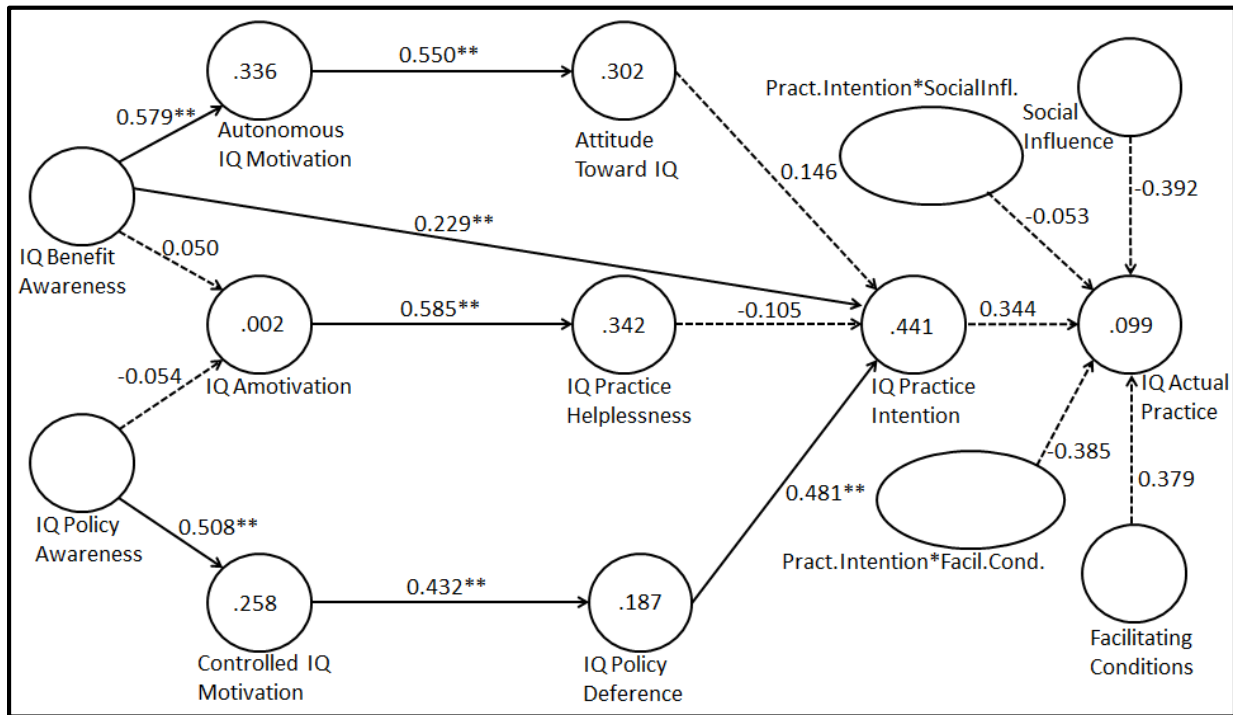 .336
0.550**
.302
0.579**
Autonomous
IQ Motivation
Attitude
Toward IQ
Pract.Intention*SocialInfl.
Social
Influence
0.146
-0.392
0.229**
-0.053
IQ Benefit
Awareness
0.050
.002
0.585**
.342
-0.105
.441
0.344
.099
-0.054
IQ Amotivation
IQ Practice
Helplessness
IQ Practice
Intention
IQ Actual
Practice
-0.385
0.481**
0.379
IQ Policy
Awareness
0.508**
Pract.Intention*Facil.Cond.
.258
0.432**
.187
Controlled IQ
Motivation
IQ Policy
Deference
Facilitating
Conditions